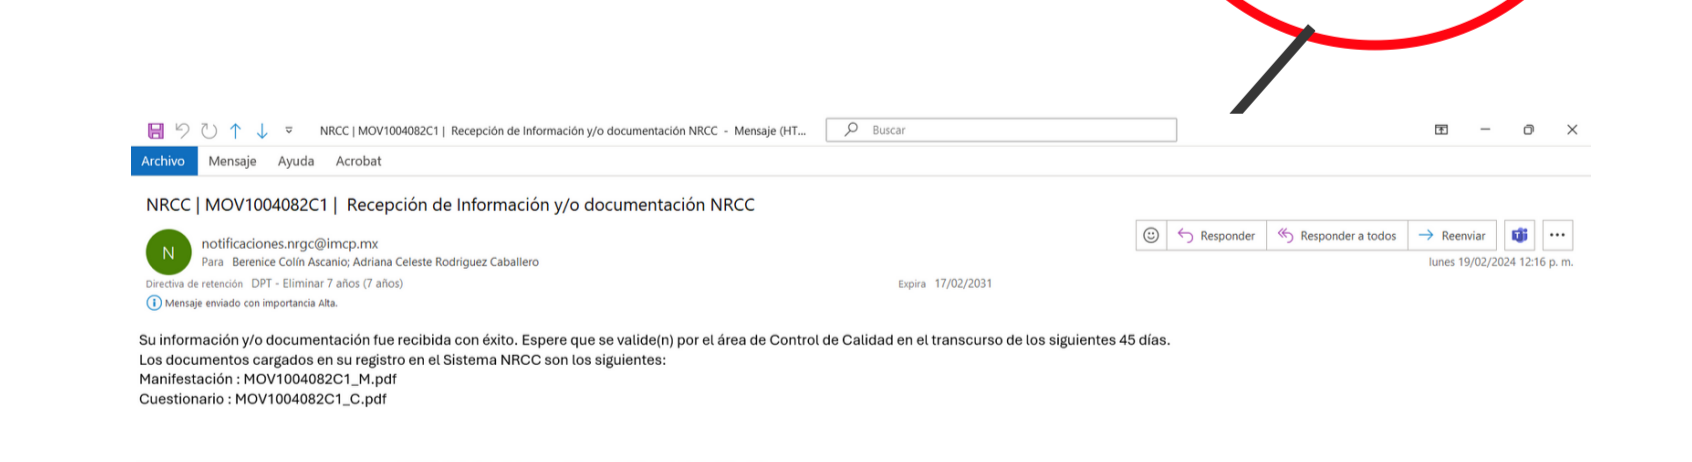 NRCC | MOV1004082C1 | Recepción de Información y/o documentación NRCC - Mensaje (HT...
Buscar
Archivo Mensaje Ayuda Acrobat
NRCC | MOV1004082C1 | Recepción de Información y/o documentación NRCC
N
notificaciones.nrgc@imcp.mx
Para Berenice Colín Ascanio; Adriana Celeste Rodriguez Caballero
Responder Responder a todos Reenviar
lunes 19/02/2024 12:16 p. m.
Directiva de retención DPT - Eliminar 7 años (7 años) Expira 17/02/2031
Mensaje enviado con importancia Alta.
Su información y/o documentación fue recibida con éxito. Espere que se valide(n) por el área de Control de Calidad en el transcurso de los siguientes 45 días.
Los documentos cargados en su registro en el Sistema NRCC son los siguientes:
Manifestación : MOV1004082C1_M.pdf
Cuestionario : MOV1004082C1_C.pdf